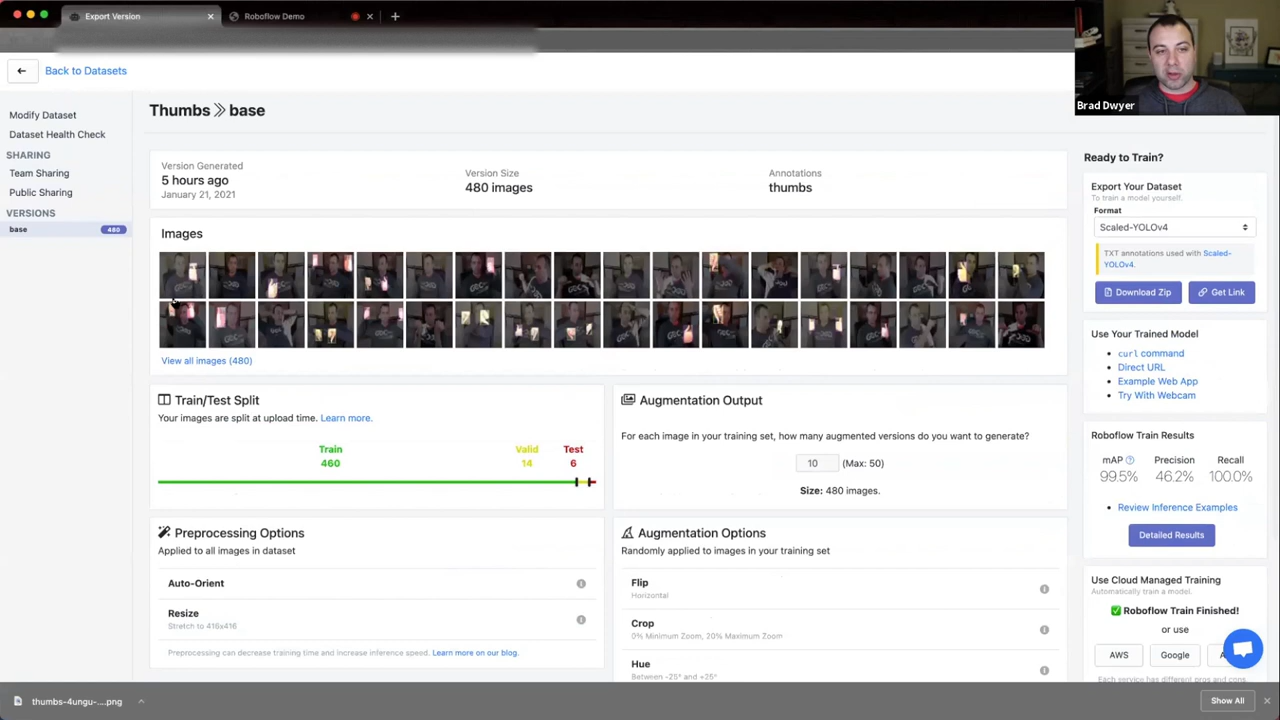 Export Version
Roboflow Demo
Back to Datasets
Brad Dwyer
Modify Dataset
Dataset Health Check
SHARING
Team Sharing
Public Sharing
VERSIONS
base
480
Thumbs >> base
Version Generated
5 hours ago
January 21, 2021
Version Size
480 images
Annotations
thumbs
Images
View all images (480)
Train/Test Split
Your images are split at upload time. Learn more.
Train
460
Valid
14
Test
6
Augmentation Output
For each image in your training set, how many augmented versions do you want to generate?
10 (Max: 50)
Size: 480 images.
Preprocessing Options
Applied to all images in dataset
Auto-Orient
Resize
Stretch to 416x416
Preprocessing can decrease training time and increase inference speed. Learn more on our blog.
Augmentation Options
Randomly applied to images in your training set
Flip
Horizontal
Crop
0% Minimum Zoom, 20% Maximum Zoom
Hue
Between -25° and +25°
Ready to Train?
Export Your Dataset
To train a model yourself.
Format
Scaled-YOLOv4
TXT annotations used with Scaled-
YOLOv4.
Download Zip
Get Link
Use Your Trained Model
curl command
Direct URL
Example Web App
Try With Webcam
Roboflow Train Results
mAP
99.5%
Precision
46.2%
Recall
100.0%
Review Inference Examples
Detailed Results
Use Cloud Managed Training
Automatically train a model.
Roboflow Train Finished!
or use
AWS
Google
Each service has different pros and cons.
thumbs-4ungu-....png
Show All